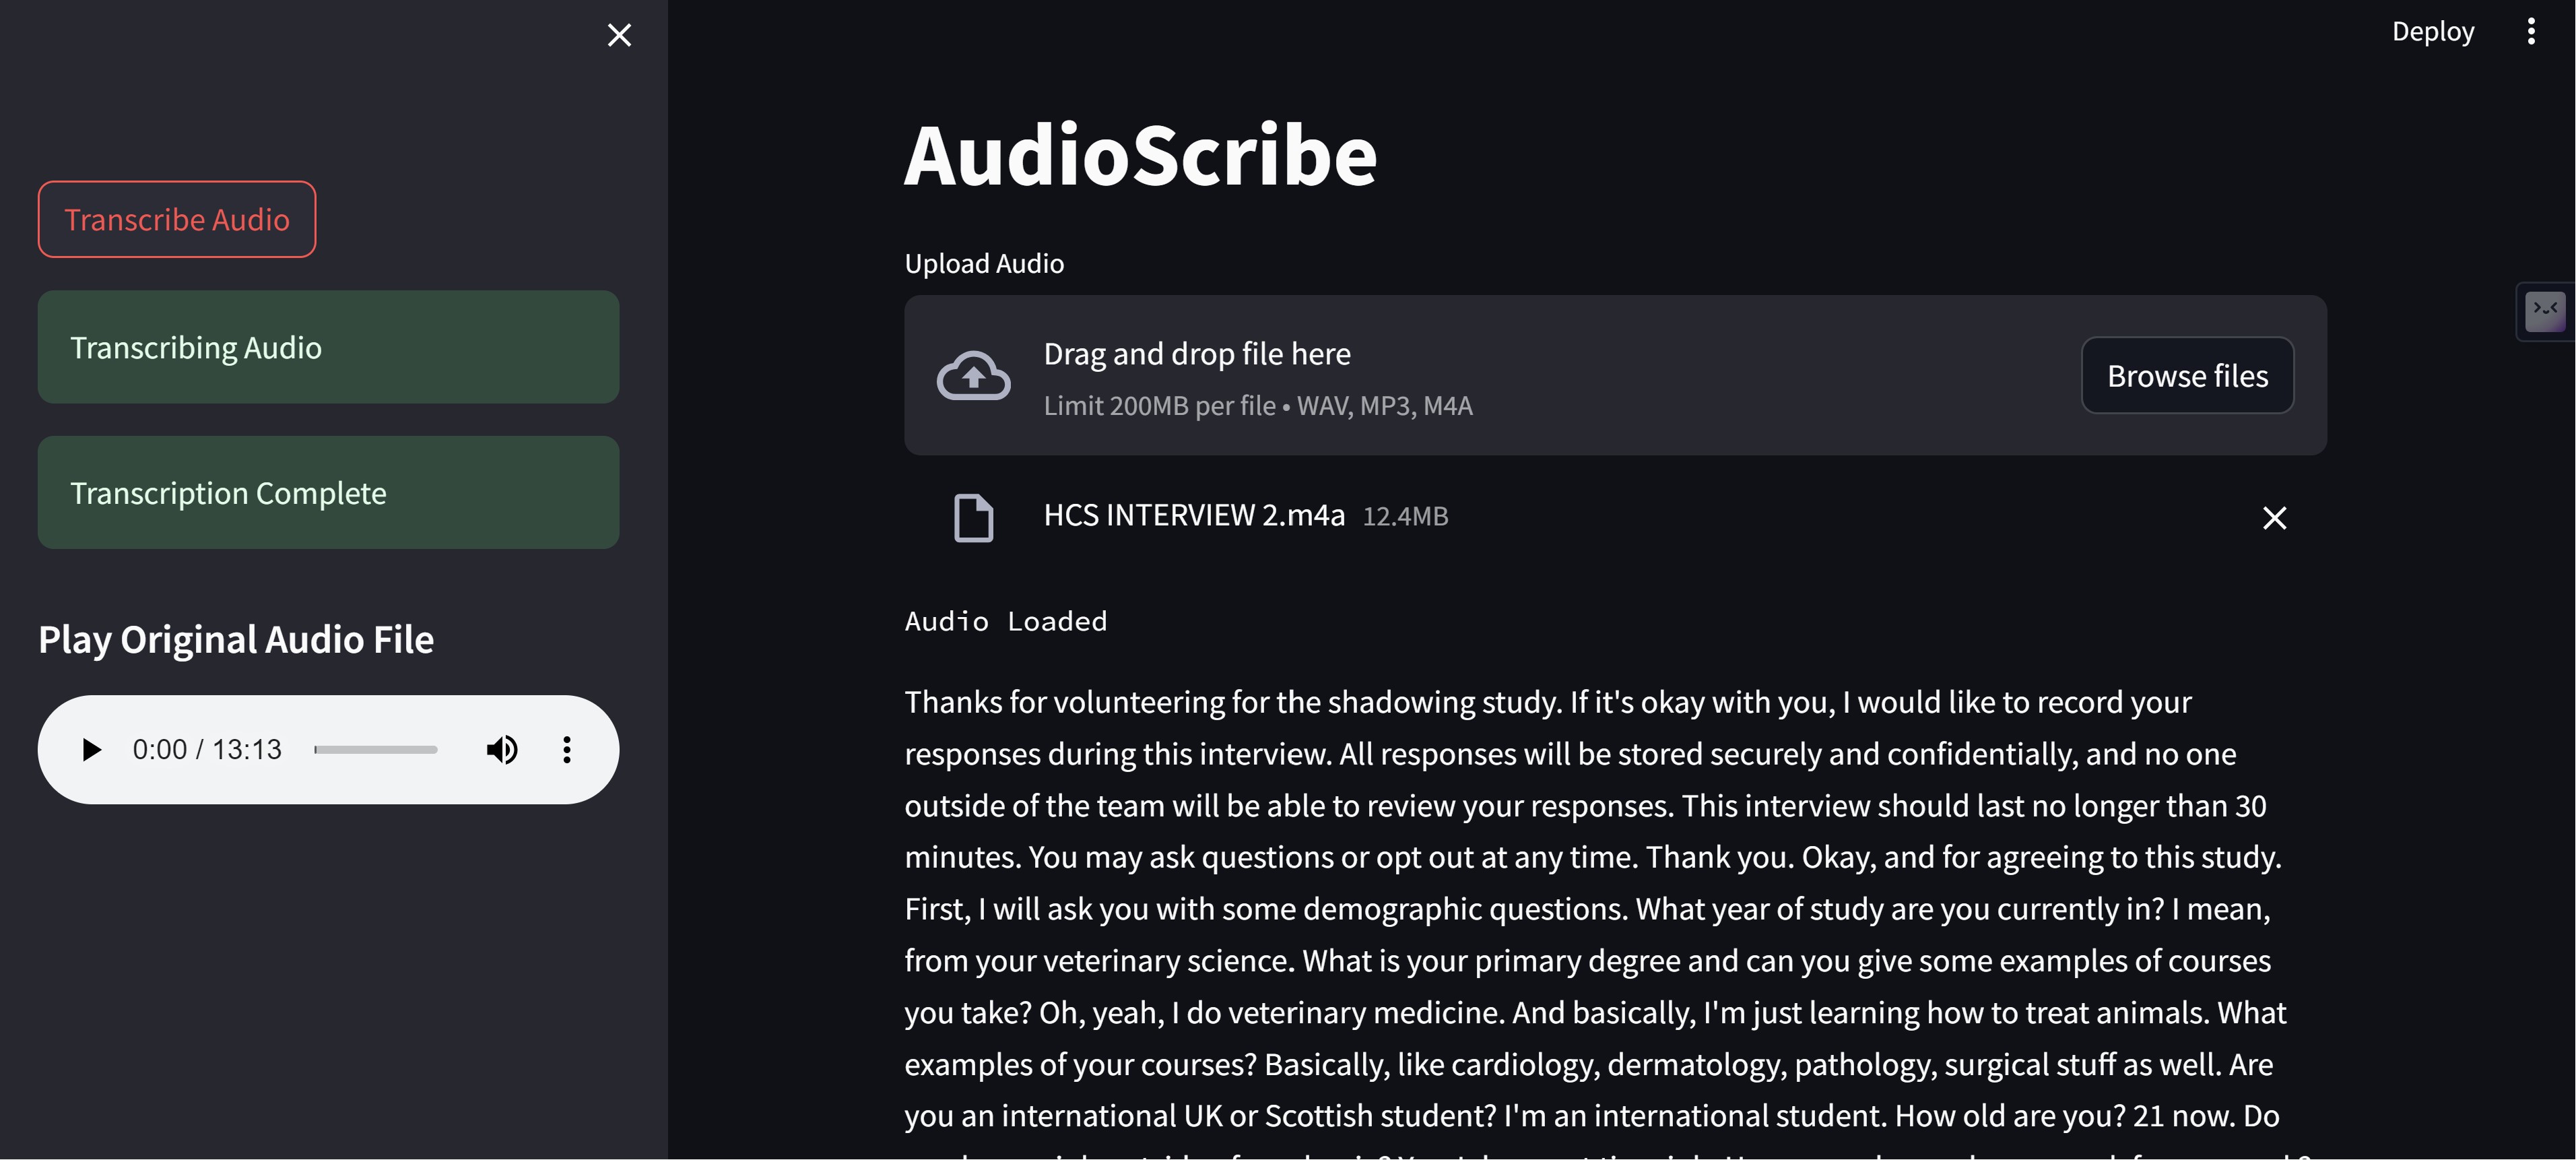 Deploy
Transcribe Audio
Transcribing Audio
Transcription Complete
Play Original Audio File
0:00 / 13:13
AudioScribe
Upload Audio
Drag and drop file here
Limit 200MB per file • WAV, MP3, M4A
Browse files
HCS INTERVIEW 2.m4a 12.4MB
Audio Loaded
Thanks for volunteering for the shadowing study. If it's okay with you, I would like to record your
responses during this interview. All responses will be stored securely and confidentially, and no one
outside of the team will be able to review your responses. This interview should last no longer than 30
minutes. You may ask questions or opt out at any time. Thank you. Okay, and for agreeing to this study.
First, I will ask you with some demographic questions. What year of study are you currently in? I mean,
from your veterinary science. What is your primary degree and can you give some examples of courses
you take? Oh, yeah, I do veterinary medicine. And basically, I'm just learning how to treat animals. What
examples of your courses? Basically, like cardiology, dermatology, pathology, surgical stuff as well. Are
you an international UK or Scottish student? I'm an international student. How old are you? 21 now. Do